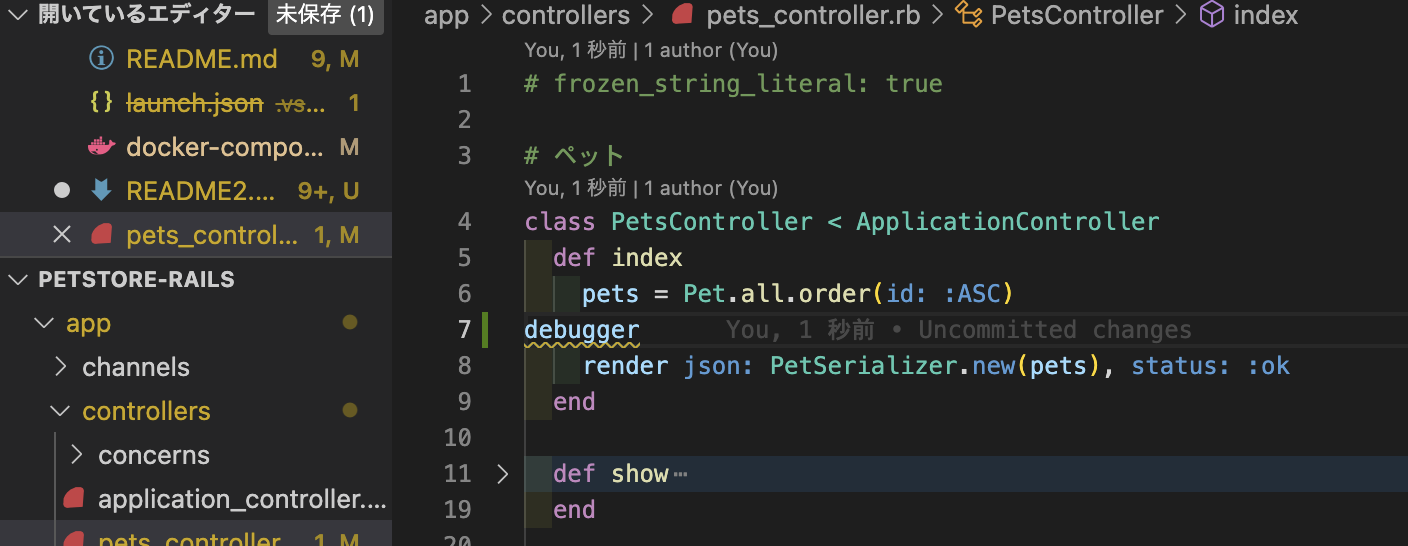 開いているエディター 未保存 (1)
README.md 9, M
{} launch.json .vs... 1
docker-compo... M
README2.... 9+, U
pets_control... 1, M
PETSTORE-RAILS
app
channels
controllers
concerns
application_controller....
pets_controller 1, M
app > controllers > pets_controller.rb > PetsController > index
You, 1 秒前 | 1 author (You)
1 # frozen_string_literal: true
2
3 # ペット
You, 1 秒前 | 1 author (You)
4 class PetsController < ApplicationController
5 def index
6 pets = Pet.all.order(id: :ASC)
7 debugger You, 1 秒前 • Uncommitted changes
8 render json: PetSerializer.new(pets), status: :ok
9 end
10
11 def show…
19 end
20